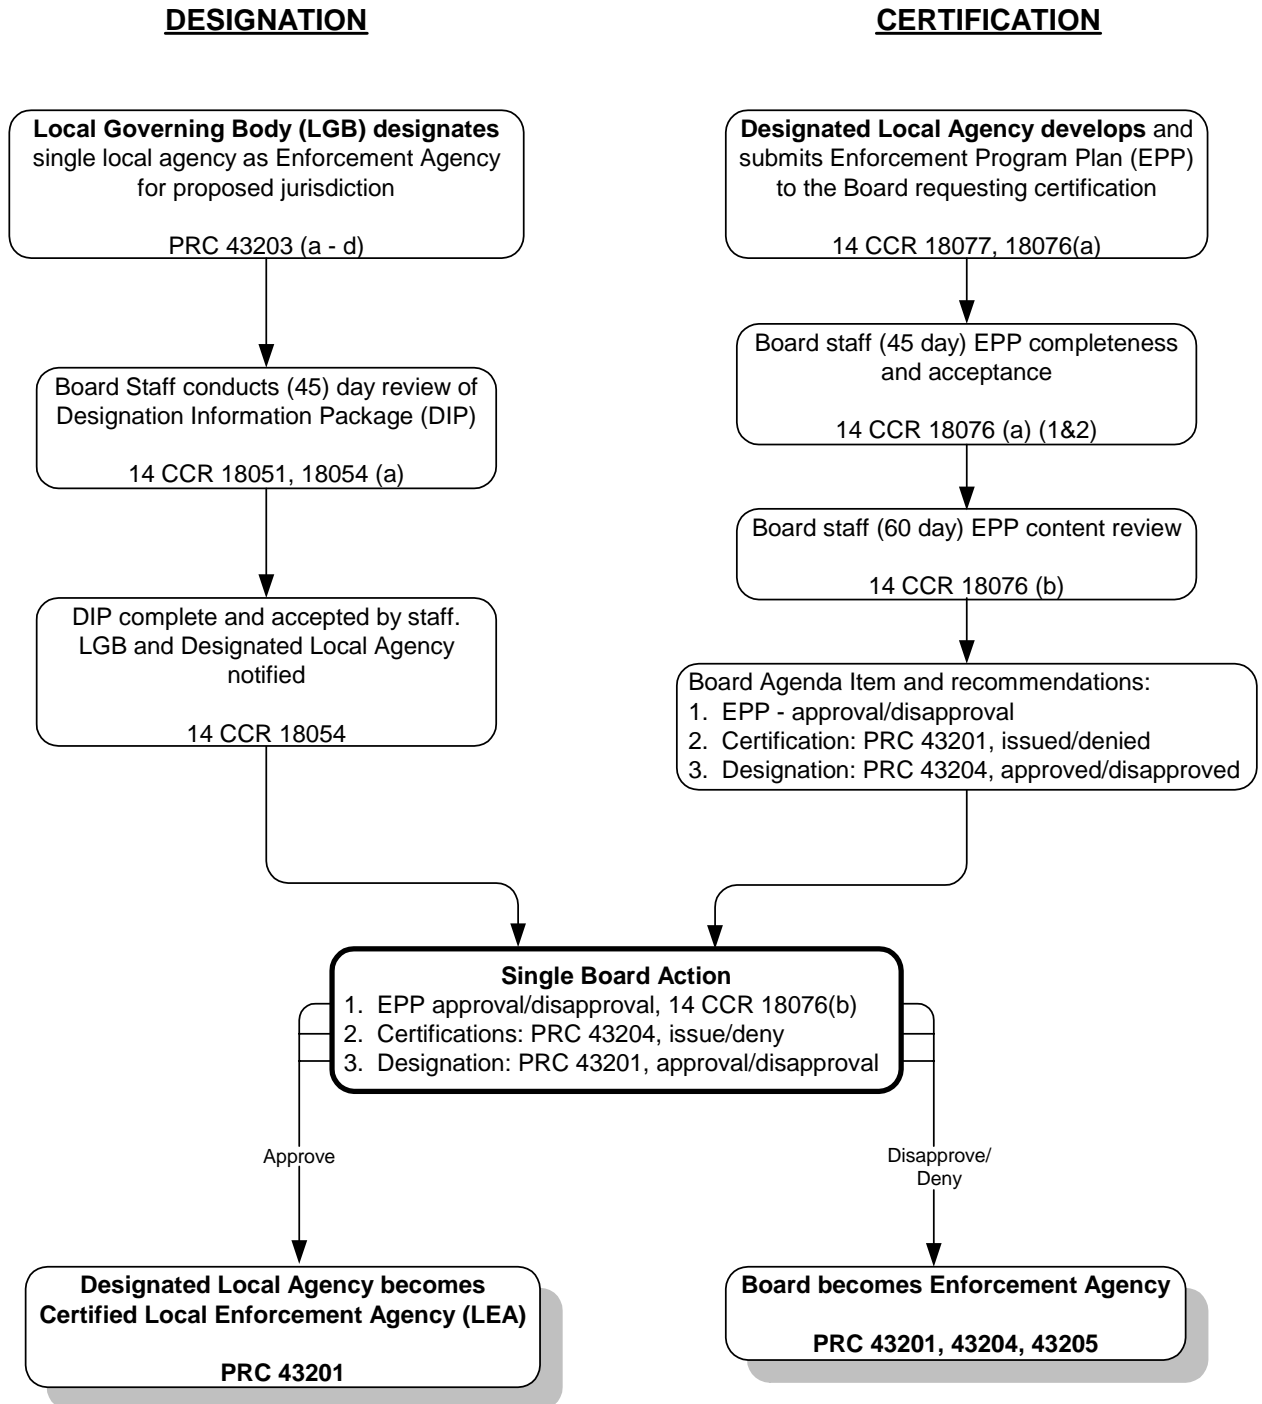 DESIGNATION
CERTIFICATION
Local Governing Body (LGB) designates
single local agency as Enforcement Agency
for proposed jurisdiction
PRC 43203 (a - d)
Board Staff conducts (45) day review of
Designation Information Package (DIP)
14 CCR 18051, 18054 (a)
DIP complete and accepted by staff.
LGB and Designated Local Agency
notified
14 CCR 18054
Designated Local Agency develops and
submits Enforcement Program Plan (EPP)
to the Board requesting certification
14 CCR 18077, 18076(a)
Board staff (45 day) EPP completeness
and acceptance
14 CCR 18076 (a) (1&2)
Board staff (60 day) EPP content review
14 CCR 18076 (b)
Board Agenda Item and recommendations:
1. EPP - approval/disapproval
2. Certification: PRC 43201, issued/denied
3. Designation: PRC 43204, approved/disapproved
Single Board Action
1. EPP approval/disapproval, 14 CCR 18076(b)
2. Certifications: PRC 43204, issue/deny
3. Designation: PRC 43201, approval/disapproval
Approve
Disapprove/
Deny
Designated Local Agency becomes
Certified Local Enforcement Agency (LEA)
PRC 43201
Board becomes Enforcement Agency
PRC 43201, 43204, 43205